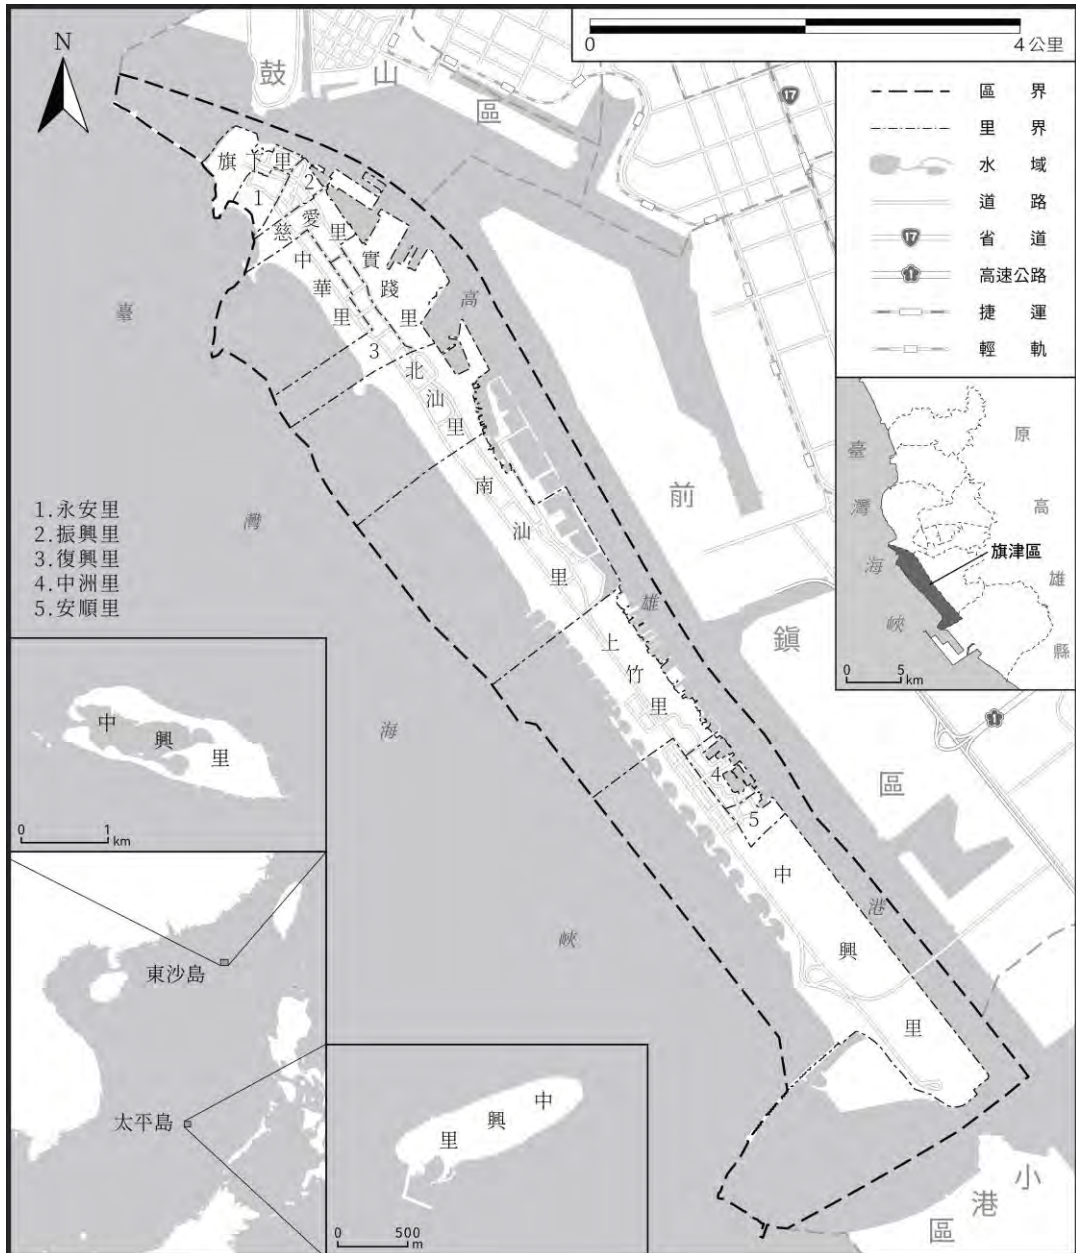 N
0 4公里
區界
里界
水域
道路
17 省道
1 高速公路
捷運
輕軌
鼓山區
17
旗下里
1
2
慈愛里
中華里
實踐里
3
北汕里
南汕里
上竹里
4
5
中興里
前鎮區
1
小港區
高雄港
臺灣海峽
1.永安里
2.振興里
3.復興里
4.中洲里
5.安順里
臺灣海峽
原高雄縣
旗津區
0 5
km
中興里
0 1
km
東沙島
太平島
中興里
0 500
m